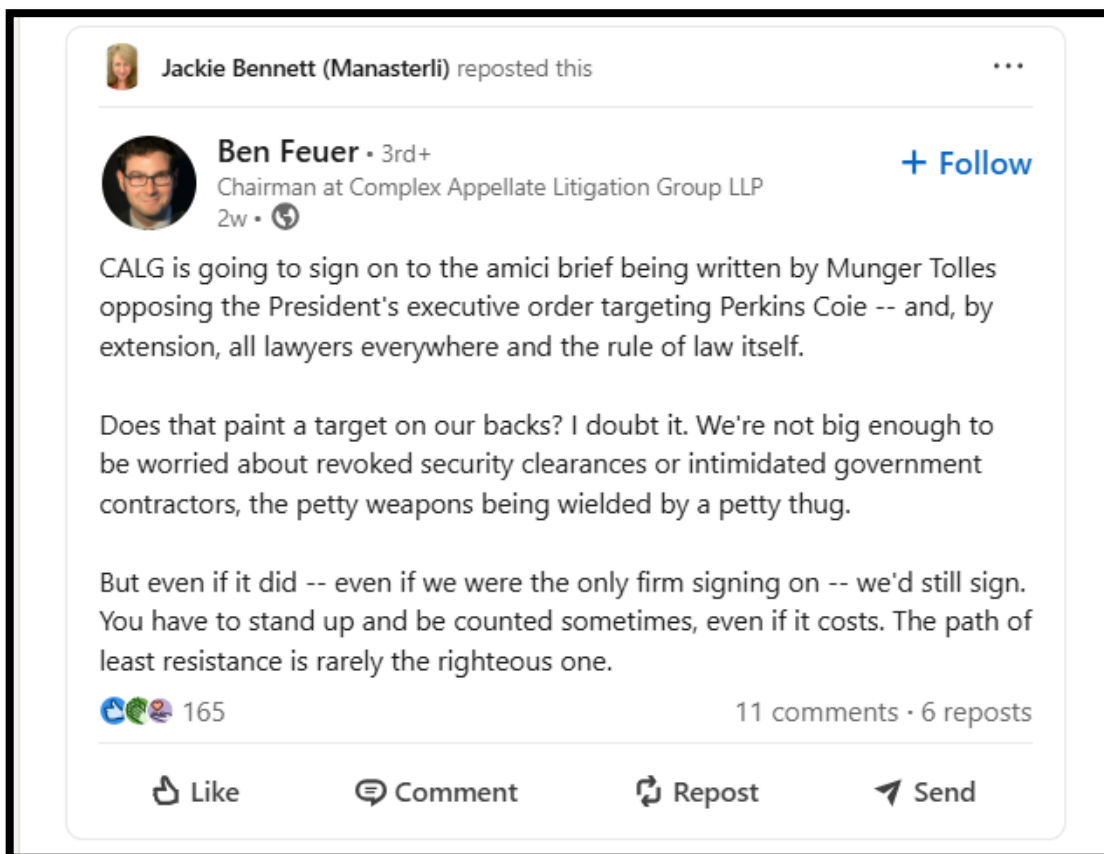 Jackie Bennett (Manasterli) reposted this
Ben Feuer • 3rd+
+ Follow
Chairman at Complex Appellate Litigation Group LLP
2w •
CALG is going to sign on to the amici brief being written by Munger Tolles
opposing the President's executive order targeting Perkins Coie -- and, by
extension, all lawyers everywhere and the rule of law itself.
Does that paint a target on our backs? I doubt it. We're not big enough to
be worried about revoked security clearances or intimidated government
contractors, the petty weapons being wielded by a petty thug.
But even if it did -- even if we were the only firm signing on -- we'd still sign.
You have to stand up and be counted sometimes, even if it costs. The path of
least resistance is rarely the righteous one.
165
11 comments • 6 reposts
Like
Comment
Repost
Send